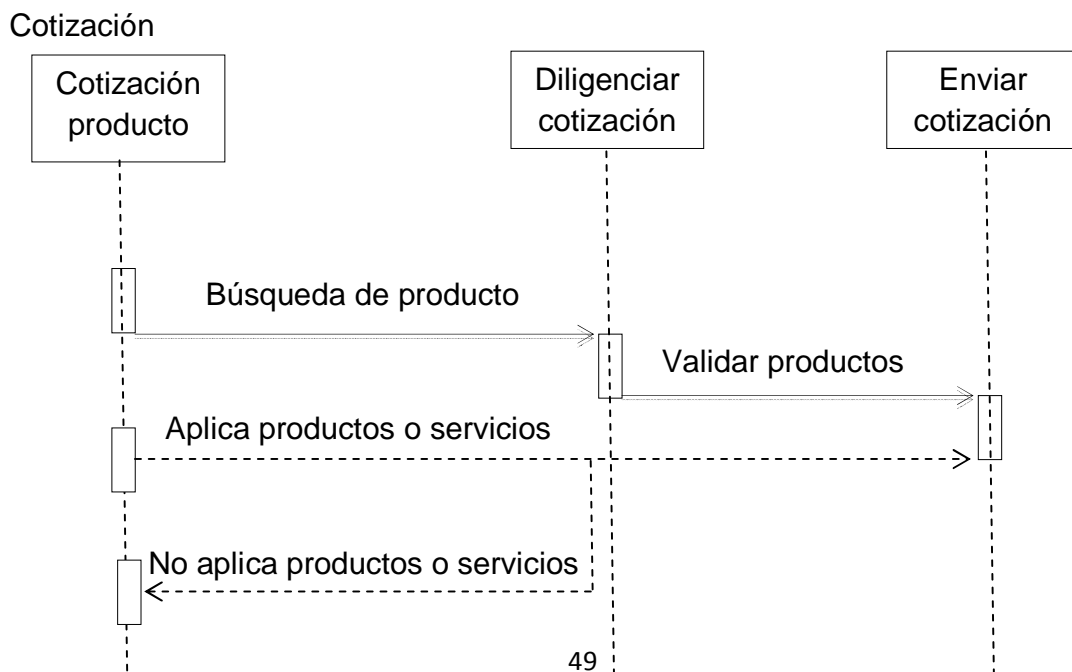 Cotización
Cotización
producto
Diligenciar
cotización
Enviar
cotización
Búsqueda de producto
Validar productos
Aplica productos o servicios
No aplica productos o servicios
49